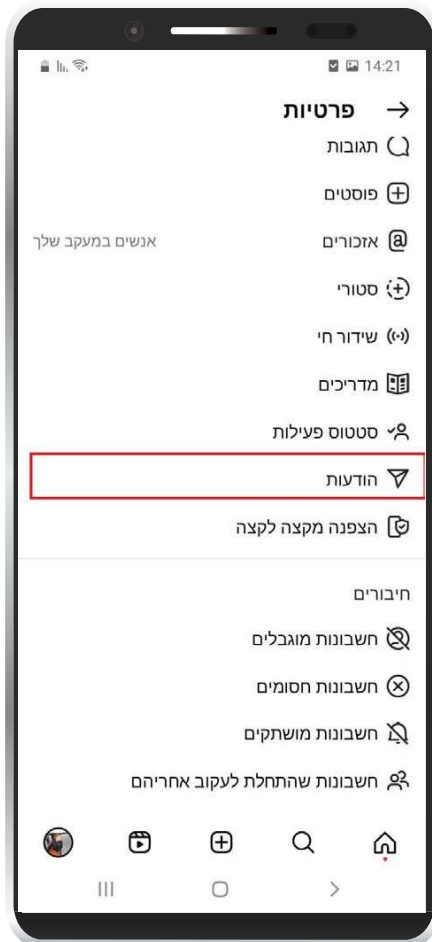 14:21
פרטיות
תגובות
פוסטים
אזכורים אנשים במעקב שלך
סטורי
שידור חי
מדריכים
סטטוס פעילות
הודעות
הצפנה מקצה לקצה
חיבורים
חשבונות מוגבלים
חשבונות חסומים
חשבונות מושתקים
חשבונות שהתחלת לעקוב אחריהם